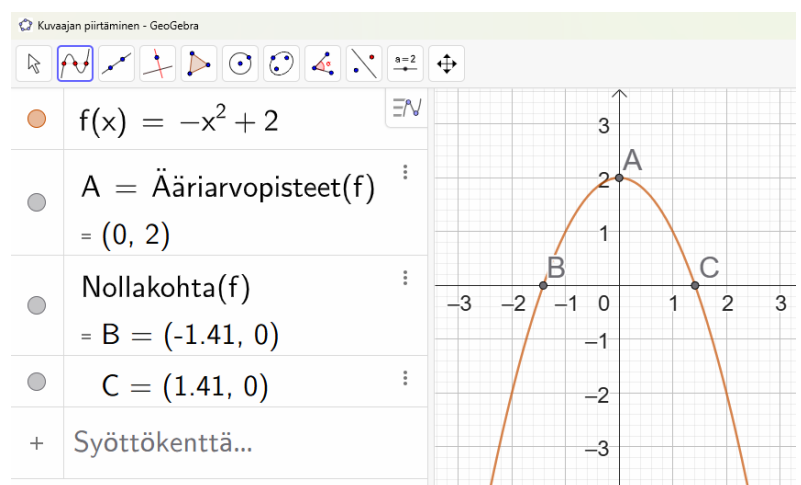 Kuvaajan piirtäminen - GeoGebra
a=2
f(x) = −x² + 2
A = Ääriarvopisteet(f)
= (0, 2)
Nollakohta(f)
= B = (-1.41, 0)
C = (1.41, 0)
+ Syöttökenttä...
3
A
2
1
B
C
–3 –2 –1 0 1 2 3
–1
–2
–3